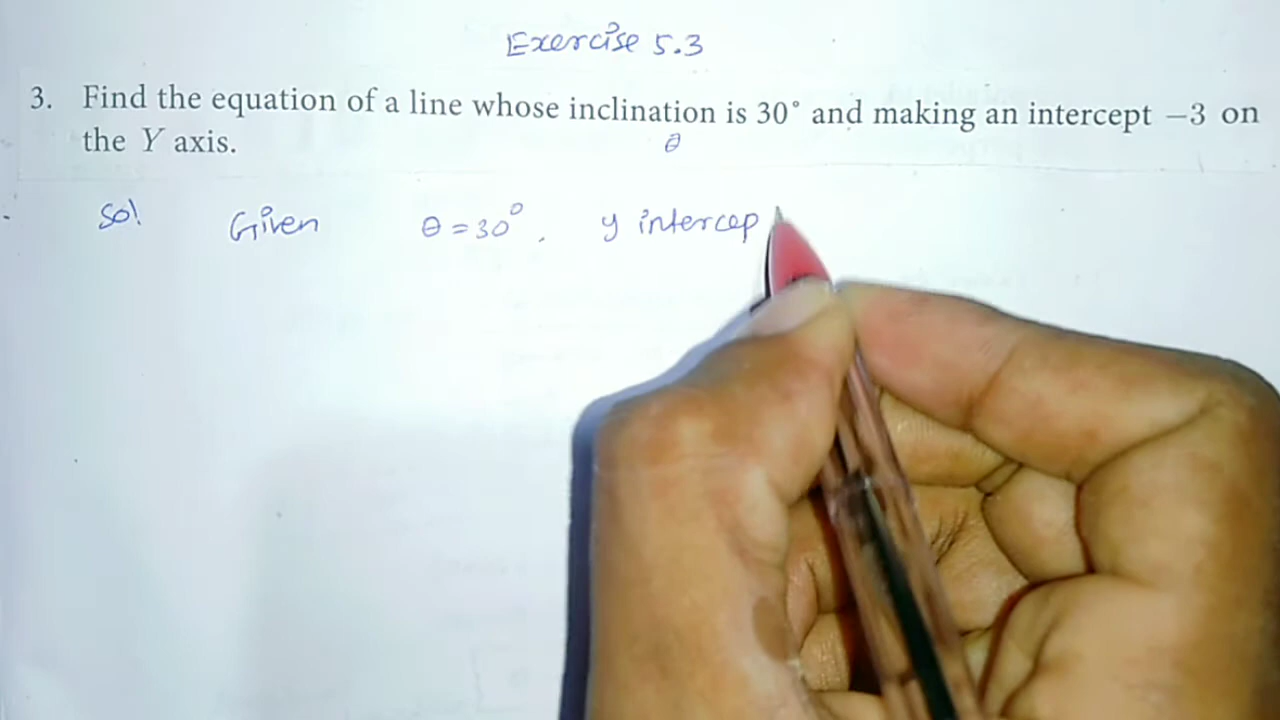 Exercise 5.3
3. Find the equation of a line whose inclination is 30° and making an intercept −3 on
the Y axis.
θ
Sol Given θ = 30° , y intercep